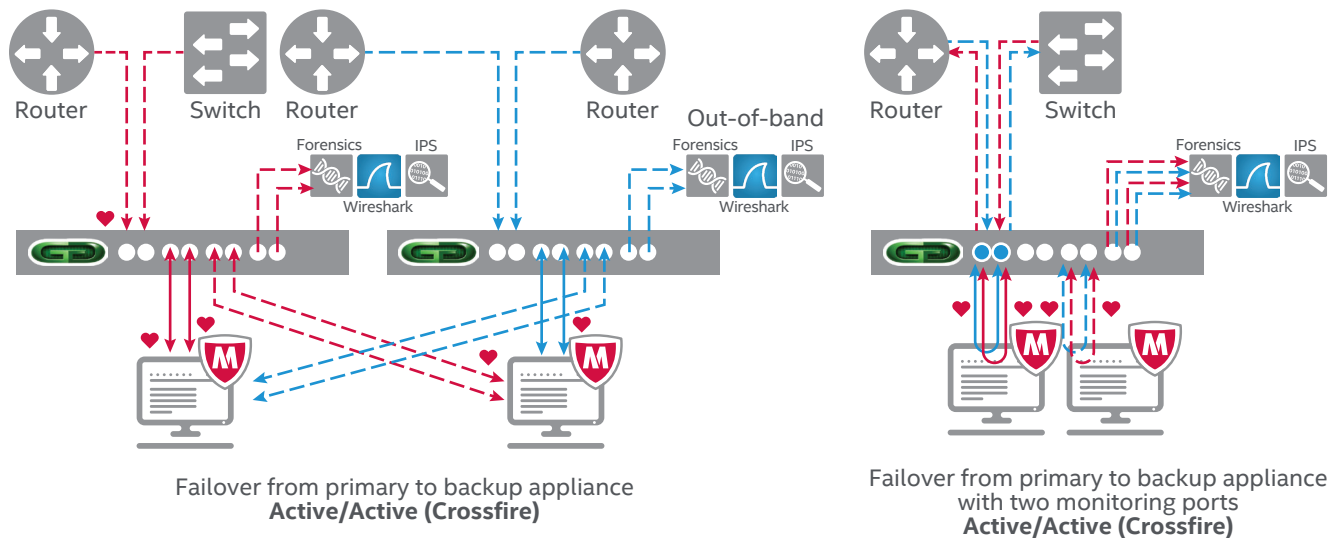 Router
Switch
Router
Router
Router
Switch
Out-of-band
Forensics
IPS
Wireshark
Forensics
IPS
Wireshark
Forensics
IPS
Wireshark
M
M
M
M
Failover from primary to backup appliance
Active/Active (Crossfire)
Failover from primary to backup appliance
with two monitoring ports
Active/Active (Crossfire)